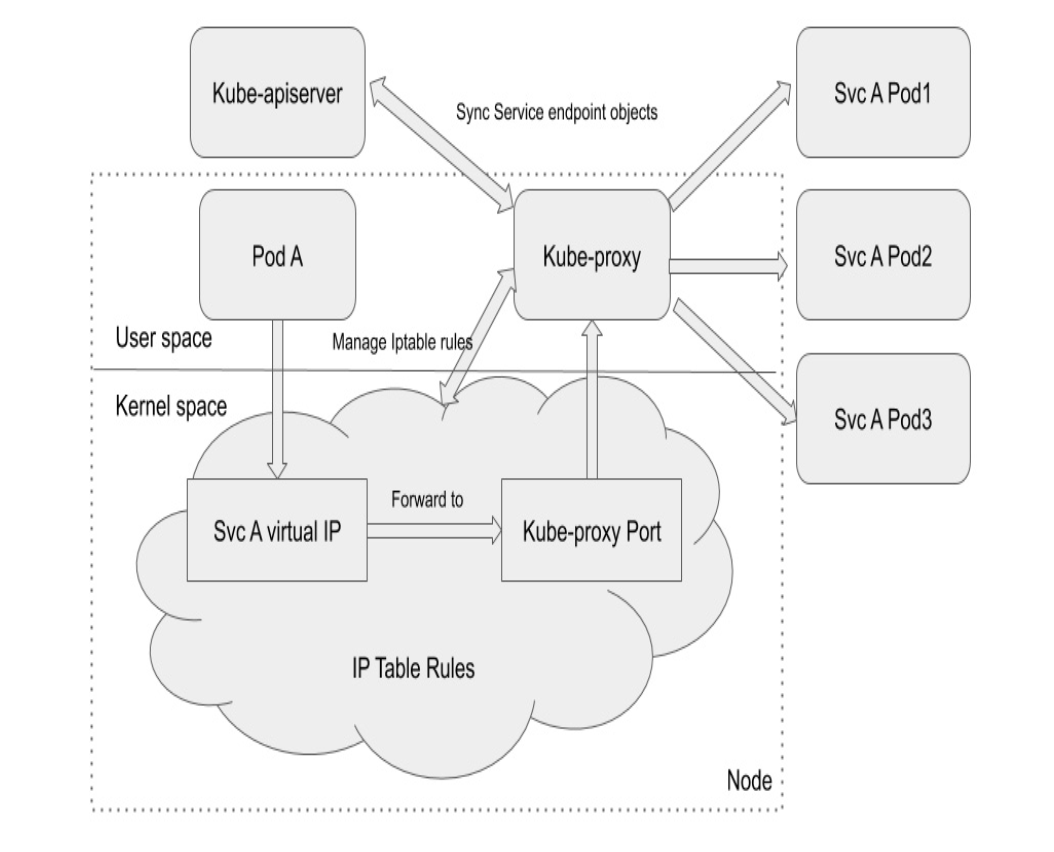 Kube-apiserver
Sync Service endpoint objects
Svc A Pod1
Pod A
Kube-proxy
Svc A Pod2
User space
Manage Iptable rules
Kernel space
Svc A Pod3
Forward to
Svc A virtual IP
Kube-proxy Port
IP Table Rules
Node